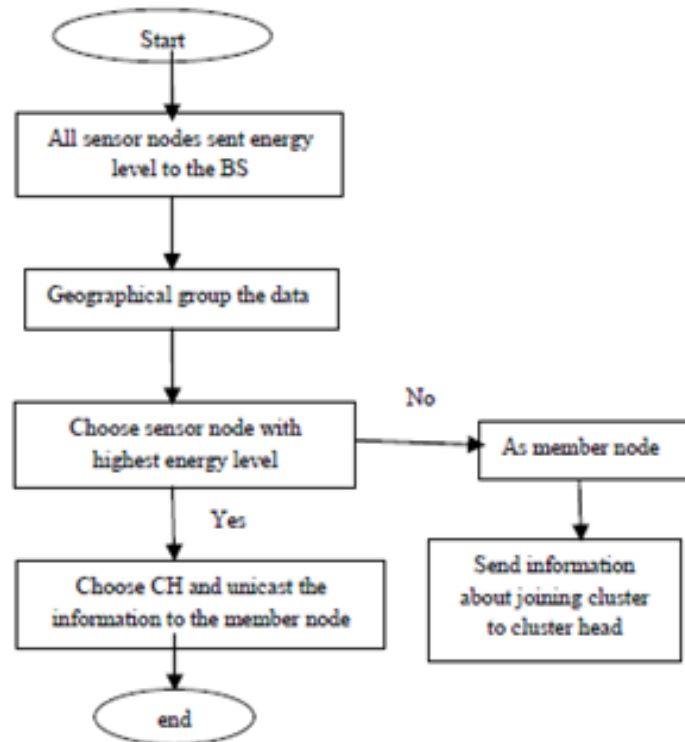 Start
All sensor nodes sent energy
level to the BS
Geographical group the data
Choose sensor node with
highest energy level
No
As member node
Yes
Choose CH and unicast the
information to the member node
Send information
about joining cluster
to cluster head
end